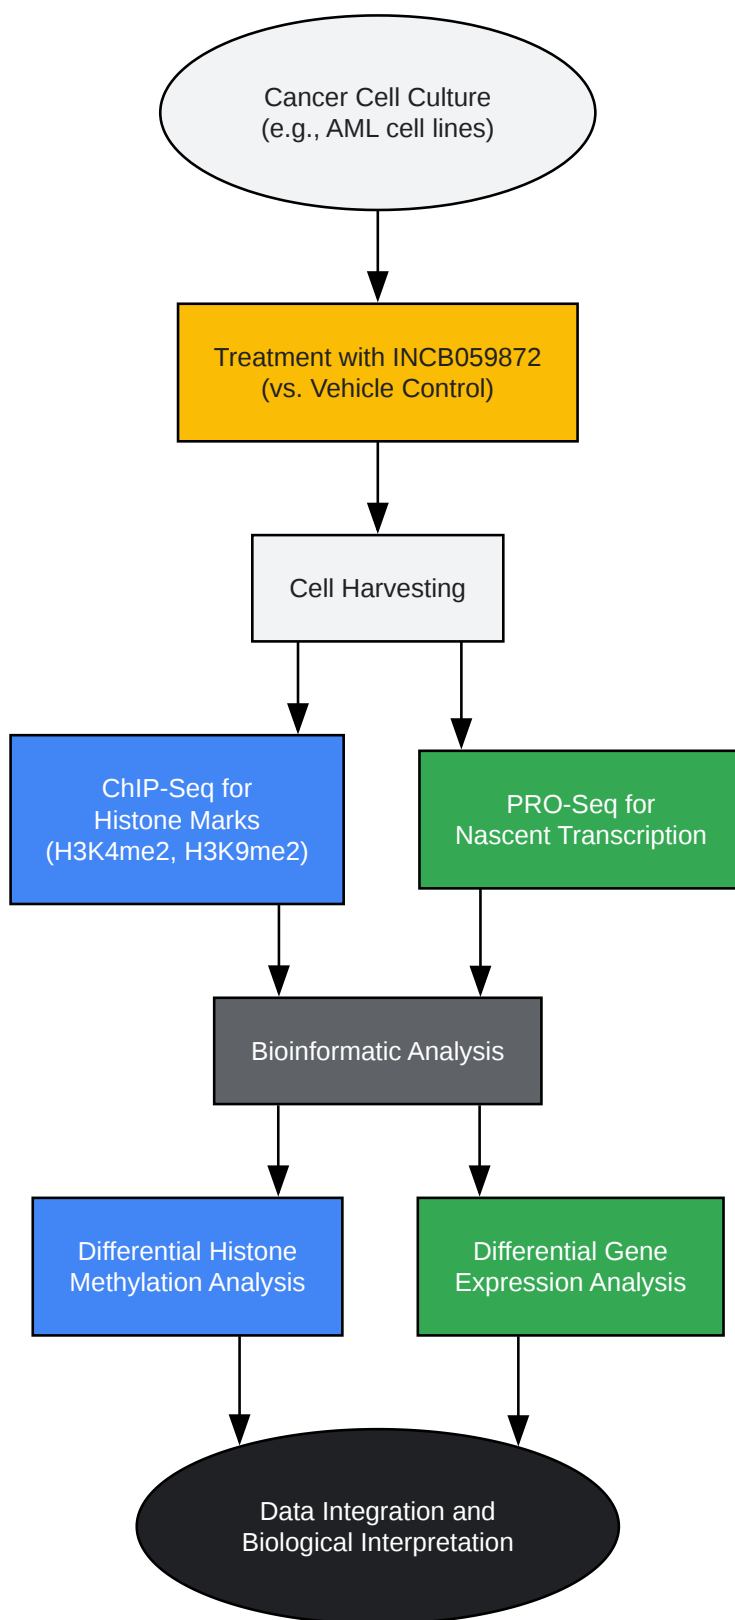 Cancer Cell Culture
(e.g., AML cell lines)
Treatment with INCB059872
(vs. Vehicle Control)
Cell Harvesting
ChIP-Seq for
Histone Marks
(H3K4me2, H3K9me2)
PRO-Seq for
Nascent Transcription
Bioinformatic Analysis
Differential Histone
Methylation Analysis
Differential Gene
Expression Analysis
Data Integration and
Biological Interpretation